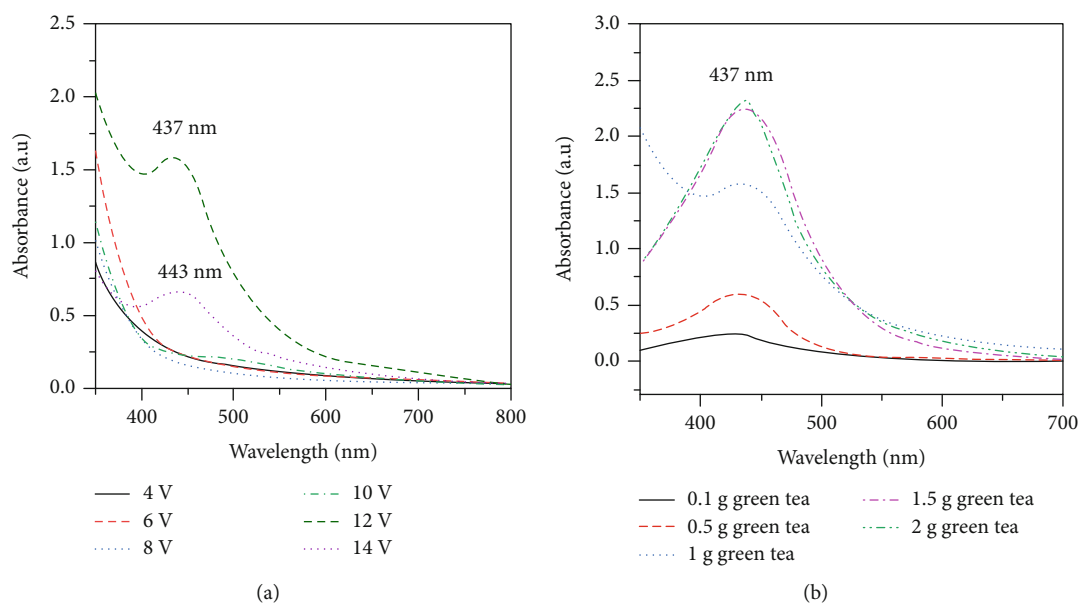 2.5
2.0
1.5
1.0
0.5
0.0
Absorbance (a.u)
437 nm
443 nm
400
500
600
700
800
Wavelength (nm)
4 V
6 V
8 V
10 V
12 V
14 V
(a)
3.0
2.5
2.0
1.5
1.0
0.5
0.0
Absorbance (a.u)
437 nm
400
500
600
700
Wavelength (nm)
0.1 g green tea
0.5 g green tea
1 g green tea
1.5 g green tea
2 g green tea
(b)